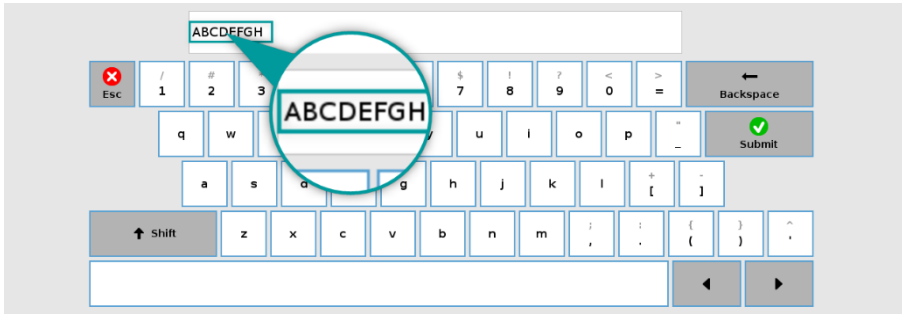 ABCDEFGH
ABCDEFGH
Esc / 1 # 2 3 $ 7 ! 8 ? 9 < 0 > = Backspace
q w y u i o p " _ Submit
a s d g h j k l + [ - ]
Shift z x c v b n m ; , : . { ( } ) ^ '